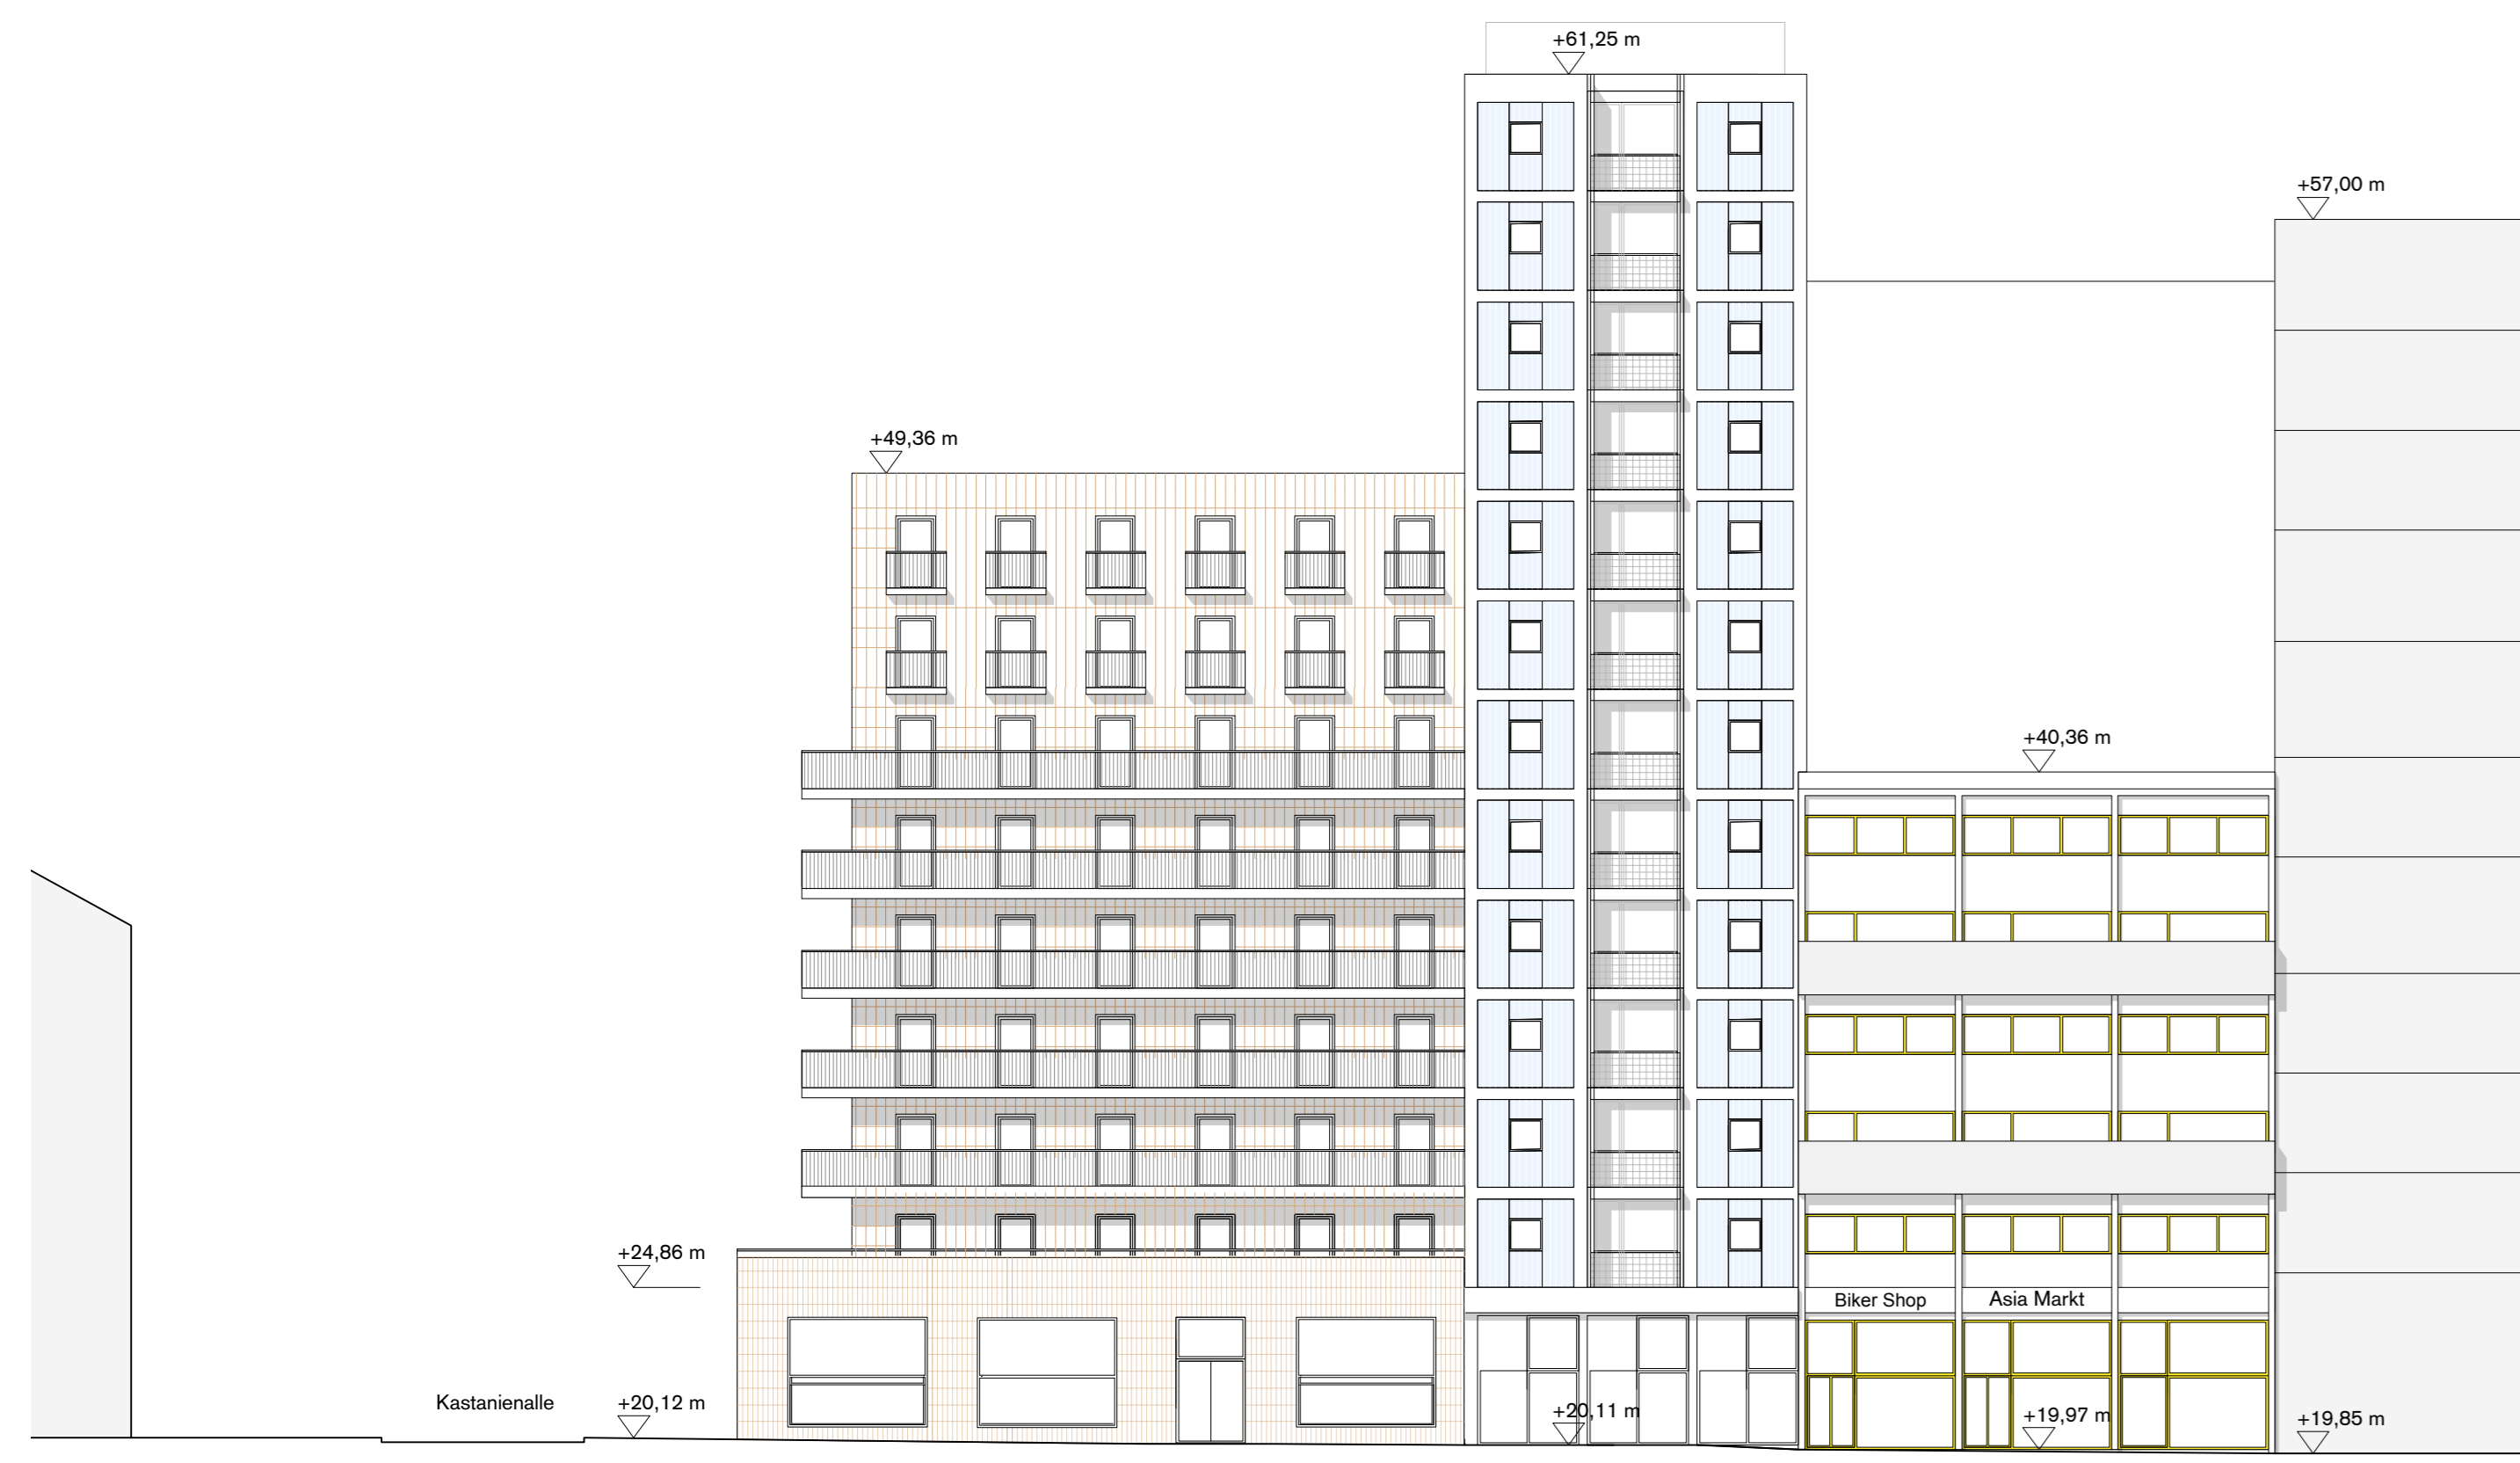 +61,25 m
+57,00 m
+49,36 m
+40,36 m
+24,86 m
Biker Shop
Asia Markt
Kastanienalle
+20,12 m
+20,11 m
+19,97 m
+19,85 m